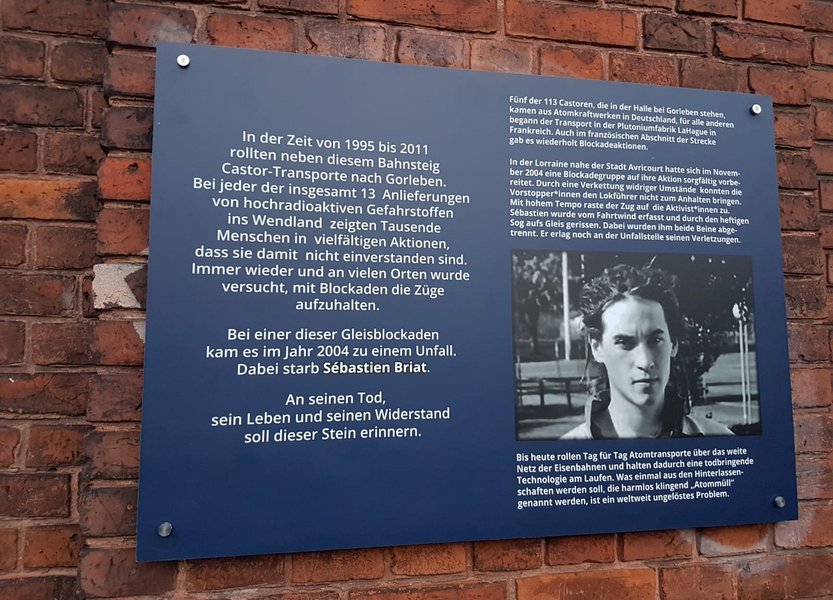 In der Zeit von 1995 bis 2011
rollten neben diesem Bahnsteig
Castor-Transporte nach Gorleben.
Bei jeder der insgesamt 13 Anlieferungen
von hochradioaktiven Gefahrstoffen
ins Wendland zeigten Tausende
Menschen in vielfältigen Aktionen,
dass sie damit nicht einverstanden sind.
Immer wieder und an vielen Orten wurde
versucht, mit Blockaden die Züge
aufzuhalten.
Bei einer dieser Gleisblockaden
kam es im Jahr 2004 zu einem Unfall.
Dabei starb Sébastien Briat.
An seinen Tod,
sein Leben und seinen Widerstand
soll dieser Stein erinnern.
Fünf der 113 Castoren, die in der Halle bei Gorleben stehen,
kamen aus Atomkraftwerken in Deutschland, für alle anderen
begann der Transport in der Plutoniumfabrik LaHague in
Frankreich. Auch im französischen Abschnitt der Strecke
gab es wiederholt Blockadeaktionen.
In der Lorraine nahe der Stadt Avricourt hatte sich im Novem-
ber 2004 eine Blockadegruppe auf ihre Aktion sorgfältig vorbe-
reitet. Durch eine Verkettung widriger Umstände konnten die
Vorstopper*innen den Lokführer nicht zum Anhalten bringen.
Mit hohem Tempo raste der Zug auf die Aktivist*innen zu.
Sébastien wurde vom Fahrtwind erfasst und durch den heftigen
Sog aufs Gleis gerissen. Dabei wurden ihm beide Beine abge-
trennt. Er erlag noch an der Unfallstelle seinen Verletzungen.
Bis heute rollen Tag für Tag Atomtransporte über das weite
Netz der Eisenbahnen und halten dadurch eine todbringende
Technologie am Laufen. Was einmal aus den Hinterlassen-
schaften werden soll, die harmlos klingend „Atommüll“
genannt werden, ist ein weltweit ungelöstes Problem.